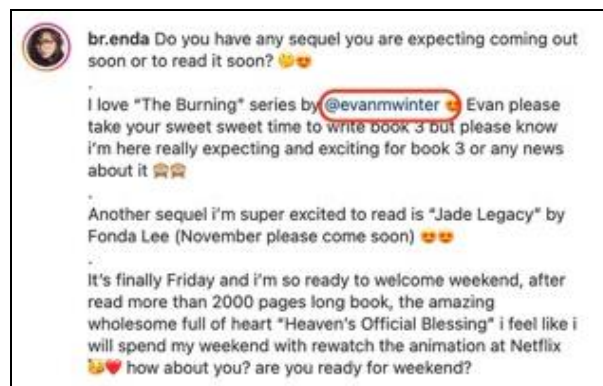 br.enda Do you have any sequel you are expecting coming out
soon or to read it soon? 🤔😍
.
I love "The Burning" series by @evanmwinter 😍 Evan please
take your sweet sweet time to write book 3 but please know
i'm here really expecting and exciting for book 3 or any news
about it 🙈🙈
.
Another sequel i'm super excited to read is "Jade Legacy" by
Fonda Lee (November please come soon) 😍😍
.
It's finally Friday and i'm so ready to welcome weekend, after
read more than 2000 pages long book, the amazing
wholesome full of heart "Heaven's Official Blessing" i feel like i
will spend my weekend with rewatch the animation at Netflix
🥳❤️ how about you? are you ready for weekend?